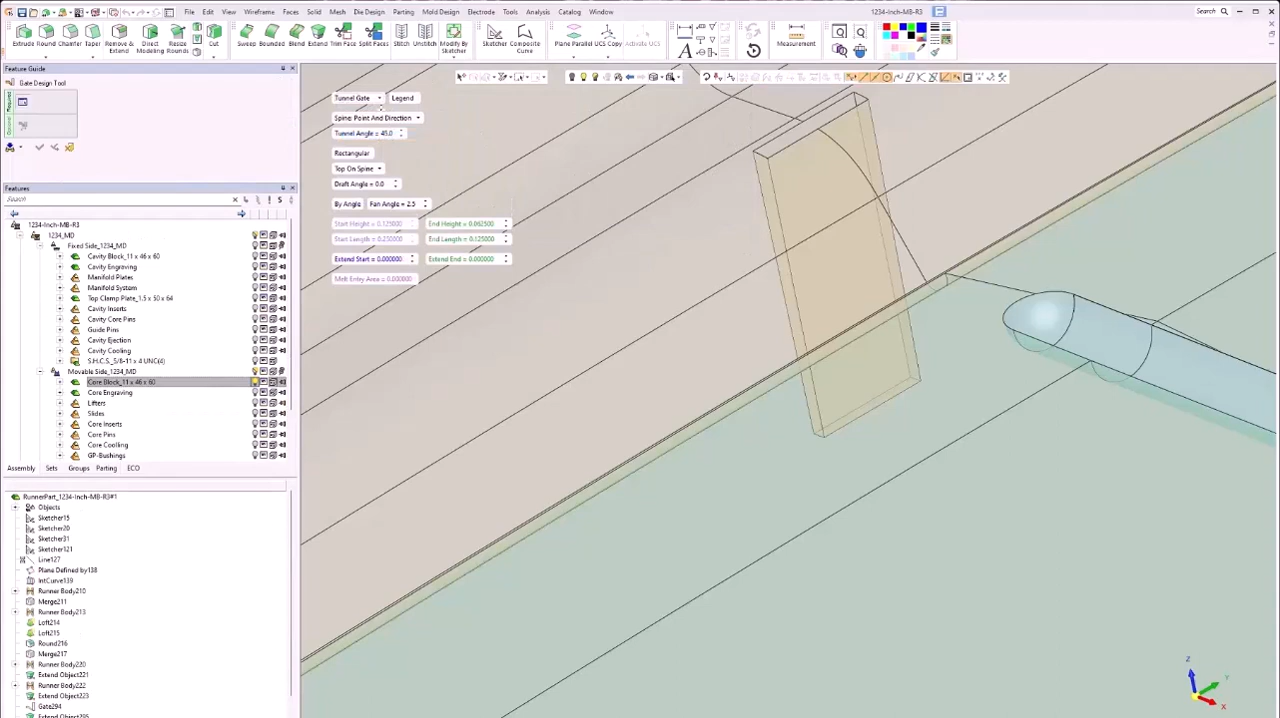 File Edit View Wireframe Faces Solid Mesh Die Design Parting Mold Design Electrode Tools Analysis Catalog Window
1234-Inch-MB-R3
Search
Extrude Round Chamfer Taper Remove & Extend Direct Modeling Resize Rounds
Sweep Bounded Blend Extend Trim Face Split Faces Stitch Unstitch Modify By Sketcher
Sketcher Composite Curve
Plane Parallel UCS Copy Activate UCS
Measurement
Feature Guide
Gate Design Tool
Required
Features
Search
1234-Inch-MB-R3
1234_MD
Fixed Side_1234_MD
Cavity Block_11 x 46 x 60
Cavity Engraving
Manifold Plates
Manifold System
Top Clamp Plate_1.5 x 50 x 64
Cavity Inserts
Cavity Core Pins
Guide Pins
Cavity Ejection
Cavity Cooling
S.H.C.S._5/8-11 x 4 UNC(4)
Movable Side_1234_MD
Core Block_11 x 46 x 60
Core Engraving
Lifters
Slides
Core Inserts
Core Pins
Core Coolling
GP-Bushings
Assembly Sets Groups Parting ECO
RunnerPart_1234-Inch-MB-R3#1
Objects
Sketcher15
Sketcher20
Sketcher31
Sketcher121
Line127
Plane Defined by138
IntCurve139
Runner Body210
Merge211
Runner Body213
Loft214
Loft215
Round216
Merge217
Runner Body220
Extend Object221
Runner Body222
Extend Object223
Gate294
Extend Object295
Tunnel Gate Legend
Spine: Point And Direction
Tunnel Angle = 45.0
Rectangular
Top On Spine
Draft Angle = 0.0
By Angle Fan Angle = 2.5
Start Height = 0.125000 End Height = 0.062500
Start Length = 0.250000 End Length = 0.125000
Extend Start = 0.000000 Extend End = 0.000000
Melt Entry Area = 0.000000
Z
Y
X